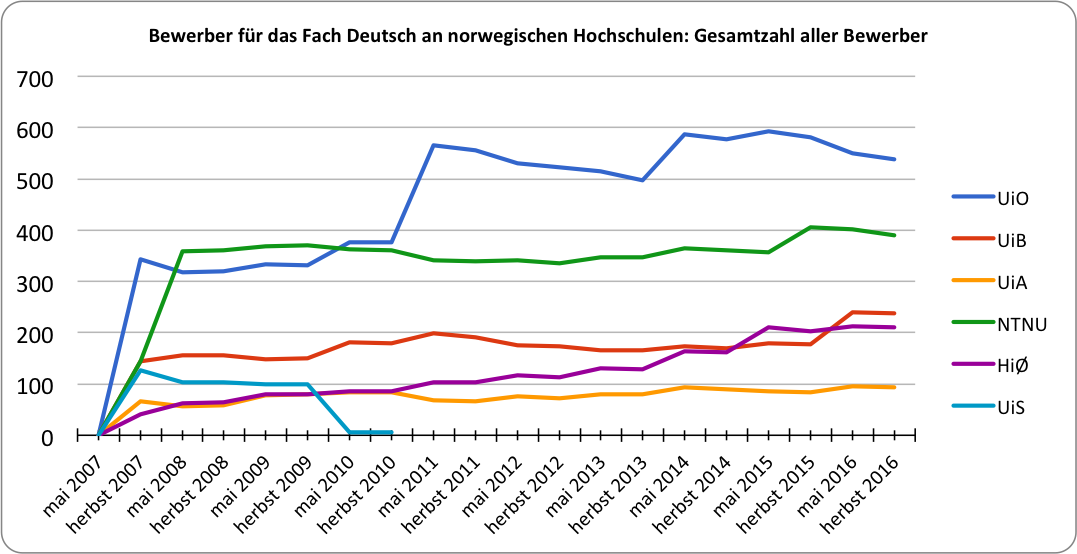 Bewerber für das Fach Deutsch an norwegischen Hochschulen: Gesamtzahl aller Bewerber
700
600
500
400
300
200
100
0
mai 2007
herbst 2007
mai 2008
herbst 2008
mai 2009
herbst 2009
mai 2010
herbst 2010
mai 2011
herbst 2011
mai 2012
herbst 2012
mai 2013
herbst 2013
mai 2014
herbst 2014
mai 2015
herbst 2015
mai 2016
herbst 2016
UiO
UiB
UiA
NTNU
HiØ
UiS